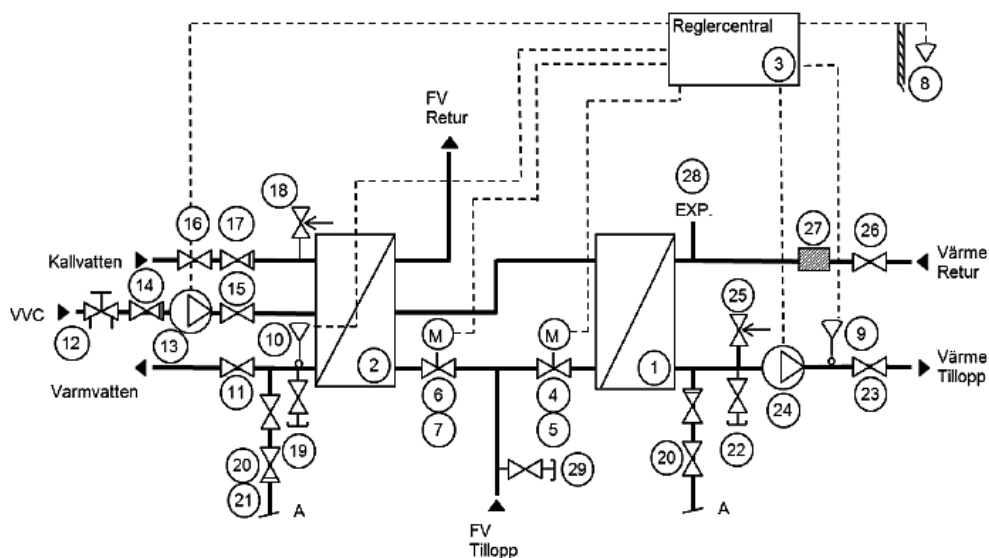 Reglercentral
3
8
FV
Retur
18
28
EXP.
16
17
27
26
Kallvatten
Värme
Retur
14
15
25
VVC
10
M
M
9
12
13
2
1
Värme
Tillopp
Varmvatten
11
6
4
24
23
7
5
19
20
29
20
22
21
A
A
FV
Tillopp